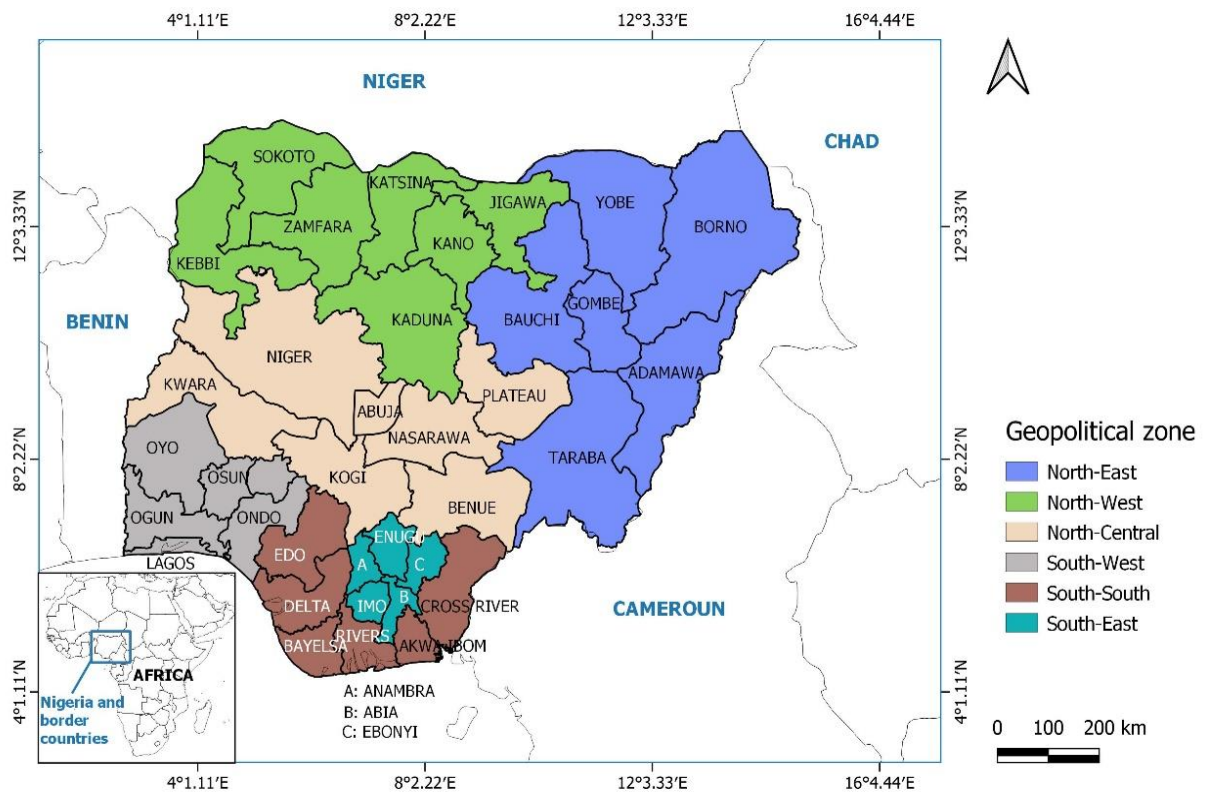 4°1.11′E 8°2.22′E 12°3.33′E 16°4.44′E
NIGER
CHAD
SOKOTO
KATSINA
JIGAWA
YOBE
BORNO
ZAMFARA
KANO
KEBBI
12°3.33′N
12°3.33′N
BENIN
KADUNA
BAUCHI
GOMBE
NIGER
ADAMAWA
KWARA
ABUJA
PLATEAU
NASARAWA
OYO
OSUN
KOGI
TARABA
8°2.22′N
8°2.22′N
OGUN
ONDO
BENUE
ENUGU
EDO
A
C
LAGOS
B
DELTA
IMO
CROSS RIVER
CAMEROUN
BAYELSA
RIVERS
AKWA-IBOM
A: ANAMBRA
B: ABIA
C: EBONYI
4°1.11′N
4°1.11′N
AFRICA
Nigeria and
border
countries
Geopolitical zone
North-East
North-West
North-Central
South-West
South-South
South-East
0 100 200 km
4°1.11′E 8°2.22′E 12°3.33′E 16°4.44′E